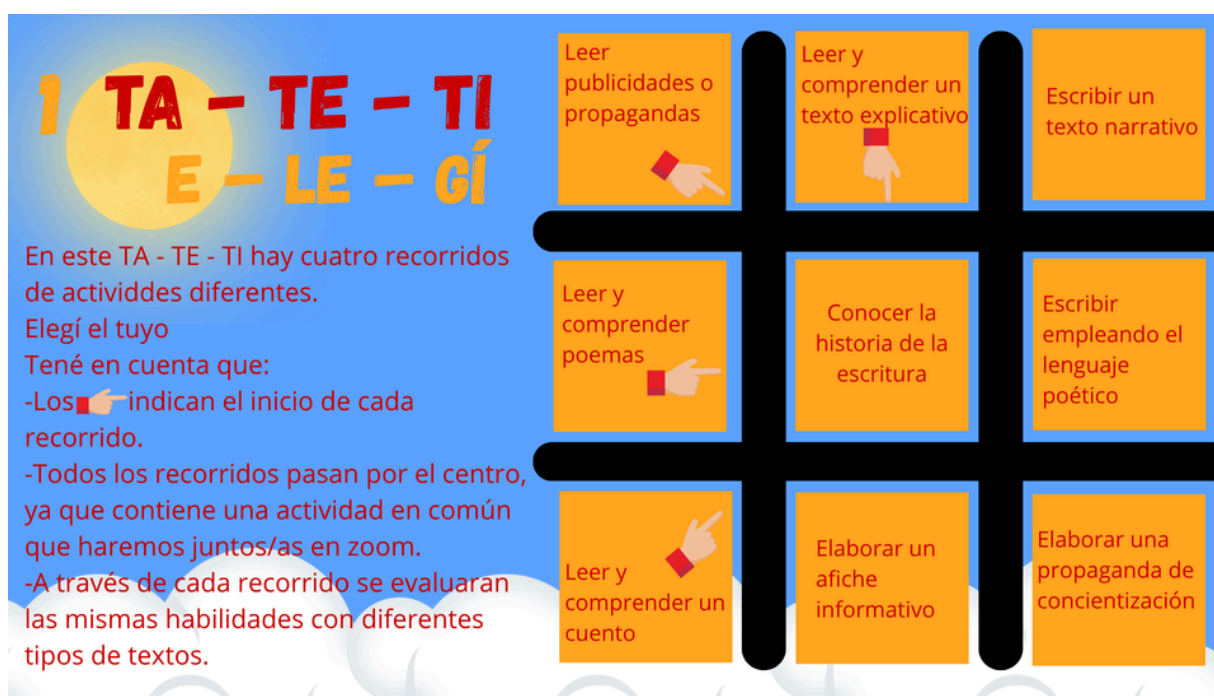 1 TA – TE – TI
E – LE – GÍ
En este TA - TE - TI hay cuatro recorridos
de actividdes diferentes.
Elegí el tuyo
Tené en cuenta que:
-Los indican el inicio de cada
recorrido.
-Todos los recorridos pasan por el centro,
ya que contiene una actividad en común
que haremos juntos/as en zoom.
-A través de cada recorrido se evaluaran
las mismas habilidades con diferentes
tipos de textos.
Leer
publicidades o
propagandas
Leer y
comprender un
texto explicativo
Escribir un
texto narrativo
Leer y
comprender
poemas
Conocer la
historia de la
escritura
Escribir
empleando el
lenguaje
poético
Leer y
comprender un
cuento
Elaborar un
afiche
informativo
Elaborar una
propaganda de
concientización